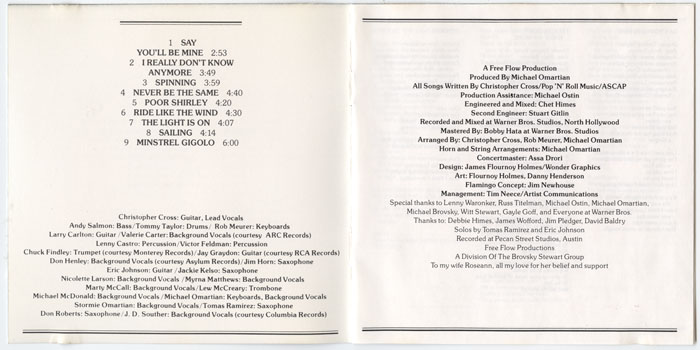 1 SAY
YOU'LL BE MINE 2:53
2 I REALLY DON'T KNOW
ANYMORE 3:49
3 SPINNING 3:59
4 NEVER BE THE SAME 4:40
5 POOR SHIRLEY 4:20
6 RIDE LIKE THE WIND 4:30
7 THE LIGHT IS ON 4:07
8 SAILING 4:14
9 MINSTREL GIGOLO 6:00
Christopher Cross: Guitar, Lead Vocals
Andy Salmon: Bass/Tommy Taylor: Drums/ Rob Meurer: Keyboards
Larry Carlton: Guitar/Valerie Carter: Background Vocals (courtesy ARC Records)
Lenny Castro: Percussion/Victor Feldman: Percussion
Chuck Findley: Trumpet (courtesy Monterey Records)/Jay Graydon: Guitar (courtesy RCA Records)
Don Henley: Background Vocals (courtesy Asylum Records)/Jim Horn: Saxophone
Eric Johnson: Guitar/Jackie Kelso: Saxophone
Nicolette Larson: Background Vocals/Myrna Matthews: Background Vocals
Marty McCall: Background Vocals/Lew McCreary: Trombone
Michael McDonald: Background Vocals/Michael Omartian: Keyboards, Background Vocals
Stormie Omartian: Background Vocals/Tomas Ramirez: Saxophone
Don Roberts: Saxophone/J. D. Souther: Background Vocals (courtesy Columbia Records)
A Free Flow Production
Produced By Michael Omartian
All Songs Written By Christopher Cross/Pop 'N' Roll Music/ASCAP
Production Assistance: Michael Ostin
Engineered and Mixed: Chet Himes
Second Engineer: Stuart Gitlin
Recorded and Mixed at Warner Bros. Studios, North Hollywood
Mastered By: Bobby Hata at Warner Bros. Studios
Arranged By: Christopher Cross, Rob Meurer, Michael Omartian
Horn and String Arrangements: Michael Omartian
Concertmaster: Assa Drori
Design: James Flournoy Holmes/Wonder Graphics
Art: Flournoy Holmes, Danny Henderson
Flamingo Concept: Jim Newhouse
Management: Tim Neece/Artist Communications
Special thanks to Lenny Waronker, Russ Titelman, Michael Ostin, Michael Omartian,
Michael Brovsky, Witt Stewart, Gayle Goff, and Everyone at Warner Bros.
Thanks to: Debbie Himes, James Wofford, Jim Pledger, David Baldry
Solos by Tomas Ramirez and Eric Johnson
Recorded at Pecan Street Studios, Austin
Free Flow Productions
A Division Of The Brovsky Stewart Group
To my wife Roseann, all my love for her belief and support